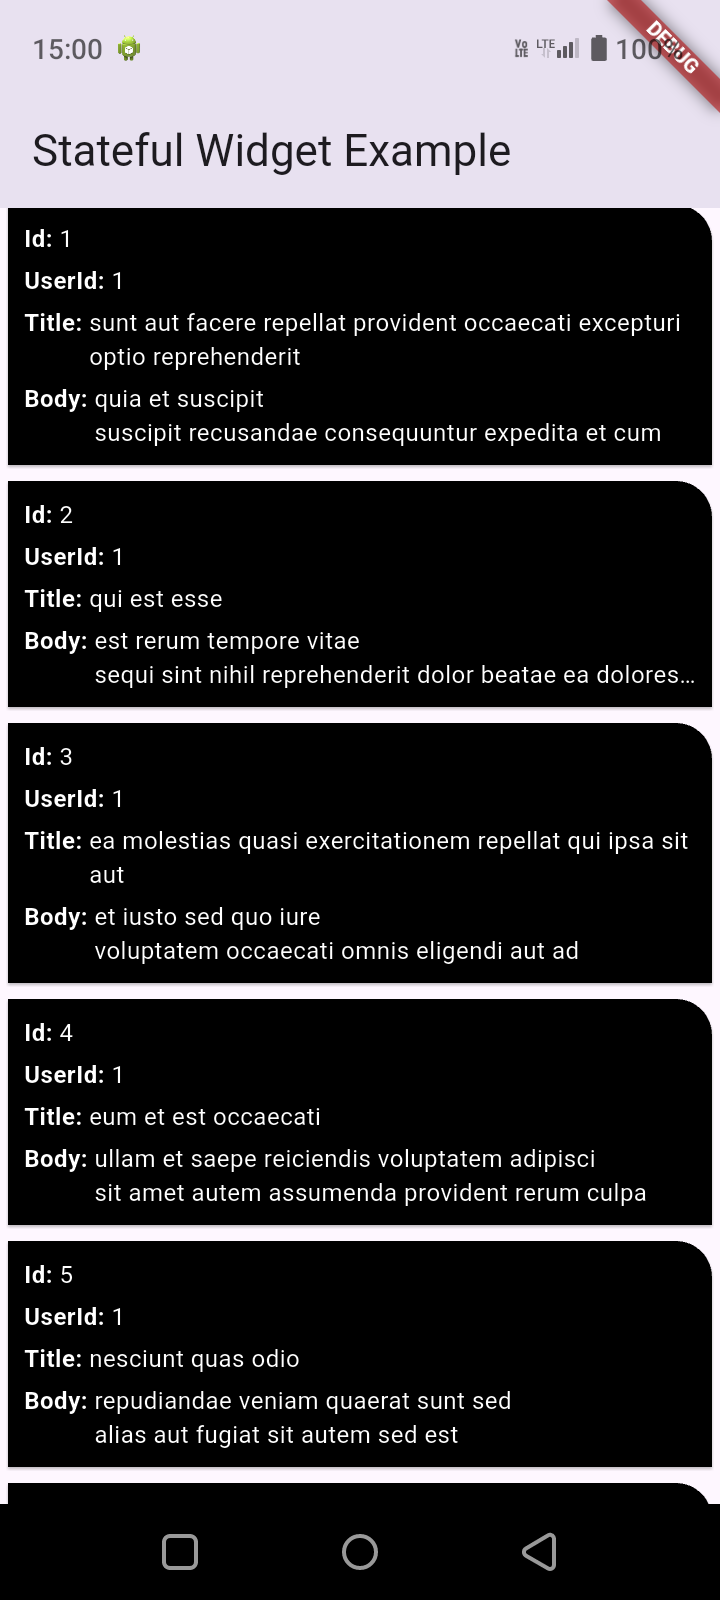 15:00
Vo
LTE
LTE
100%
DEBUG
Stateful Widget Example
Id: 1
UserId: 1
Title: sunt aut facere repellat provident occaecati excepturi
optio reprehenderit
Body: quia et suscipit
suscipit recusandae consequuntur expedita et cum
Id: 2
UserId: 1
Title: qui est esse
Body: est rerum tempore vitae
sequi sint nihil reprehenderit dolor beatae ea dolores…
Id: 3
UserId: 1
Title: ea molestias quasi exercitationem repellat qui ipsa sit
aut
Body: et iusto sed quo iure
voluptatem occaecati omnis eligendi aut ad
Id: 4
UserId: 1
Title: eum et est occaecati
Body: ullam et saepe reiciendis voluptatem adipisci
sit amet autem assumenda provident rerum culpa
Id: 5
UserId: 1
Title: nesciunt quas odio
Body: repudiandae veniam quaerat sunt sed
alias aut fugiat sit autem sed est